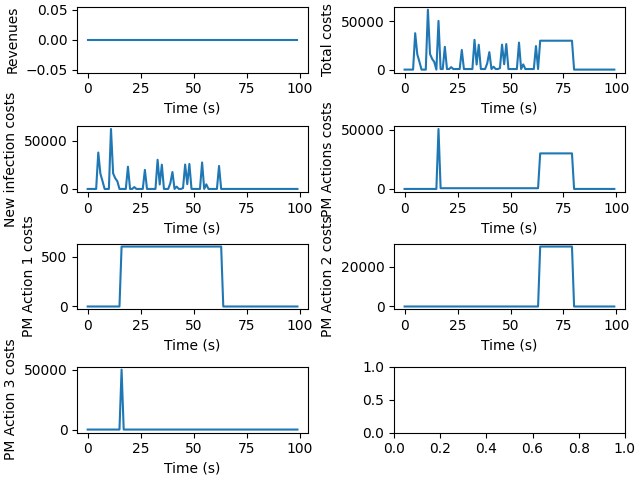 Revenues
0.05
0.00
−0.05
0 25 50 75 100
Time (s)
Total costs
50000
0
0 25 50 75 100
Time (s)
New infection costs
50000
0
0 25 50 75 100
Time (s)
PM Actions costs
50000
0
0 25 50 75 100
Time (s)
PM Action 1 costs
500
0
0 25 50 75 100
Time (s)
PM Action 2 costs
20000
0
0 25 50 75 100
Time (s)
PM Action 3 costs
50000
0
0 25 50 75 100
Time (s)
1.0
0.5
0.0
0.0 0.2 0.4 0.6 0.8 1.0